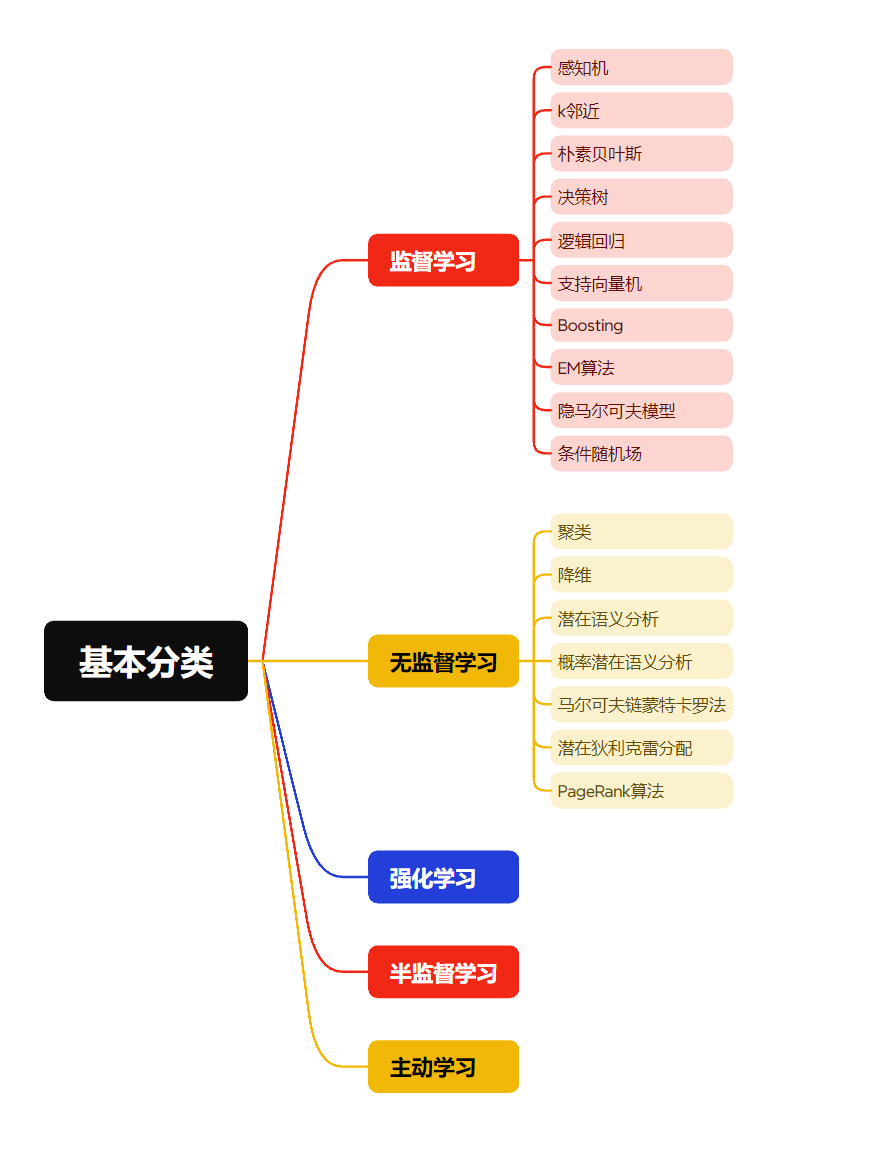 基本分类
监督学习
感知机
k邻近
朴素贝叶斯
决策树
逻辑回归
支持向量机
Boosting
EM算法
隐马尔可夫模型
条件随机场
无监督学习
聚类
降维
潜在语义分析
概率潜在语义分析
马尔可夫链蒙特卡罗法
潜在狄利克雷分配
PageRank算法
强化学习
半监督学习
主动学习